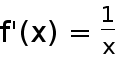 f'(x) = 1/x